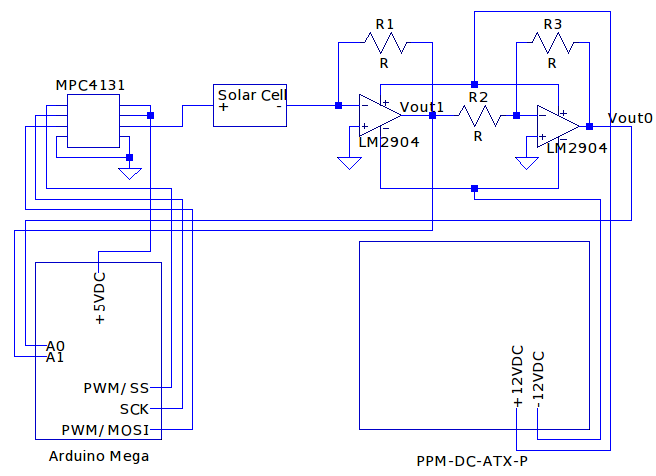 R1
R
R3
R
MPC4131
Solar Cell
+ -
R2
R
Vout1
LM2904
Vout0
LM2904
+5VDC
A0
A1
PWM/SS
SCK
PWM/MOSI
Arduino Mega
+12VDC
-12VDC
PPM-DC-ATX-P